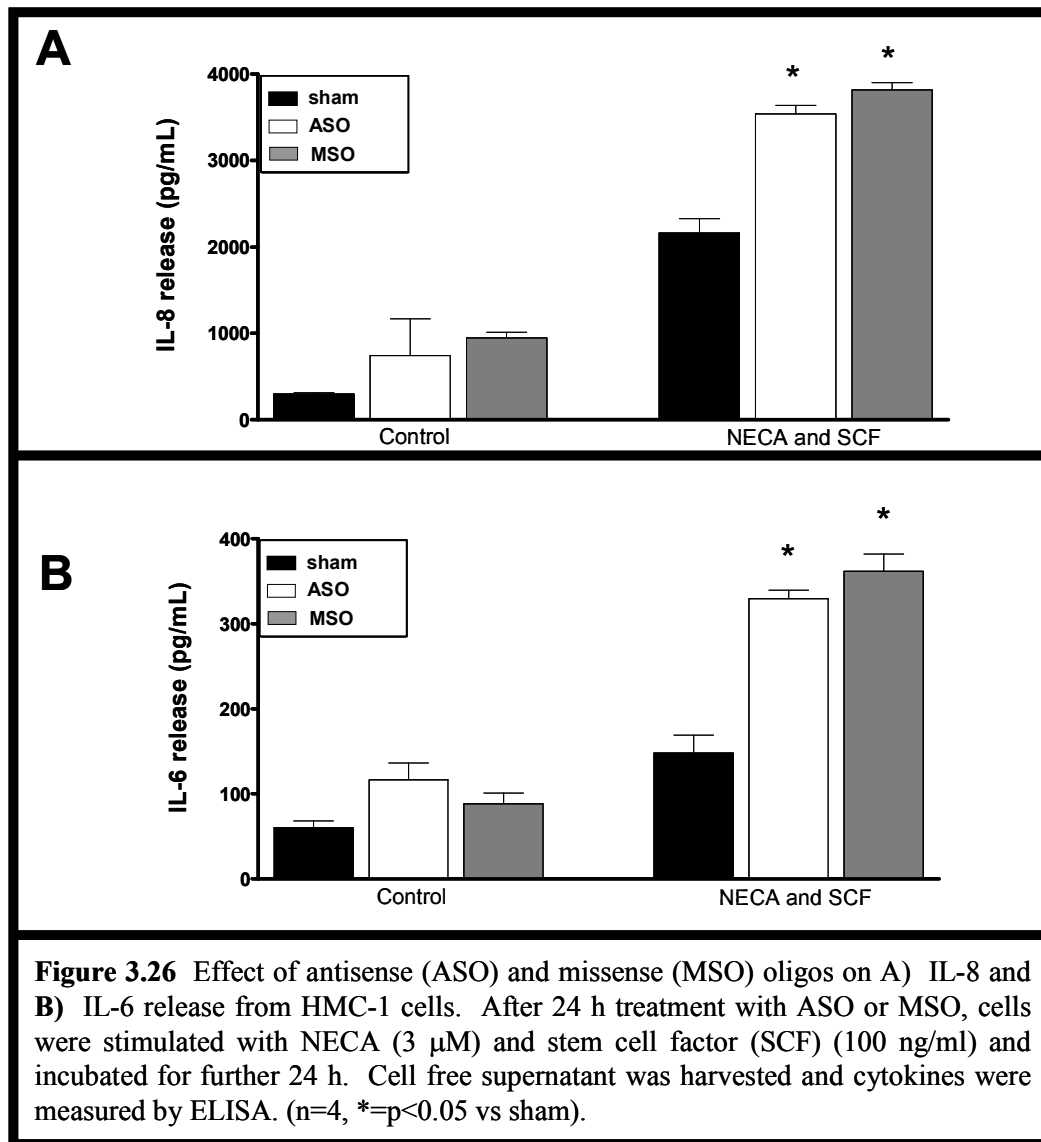 A
IL-8 release (pg/mL)
4000
3000
2000
1000
0
sham
ASO
MSO
*
*
Control
NECA and SCF
B
IL-6 release (pg/mL)
400
300
200
100
0
sham
ASO
MSO
*
*
Control
NECA and SCF
Figure 3.26 Effect of antisense (ASO) and missense (MSO) oligos on A) IL-8 and
B) IL-6 release from HMC-1 cells. After 24 h treatment with ASO or MSO, cells
were stimulated with NECA (3 μM) and stem cell factor (SCF) (100 ng/ml) and
incubated for further 24 h. Cell free supernatant was harvested and cytokines were
measured by ELISA. (n=4, *=p<0.05 vs sham).